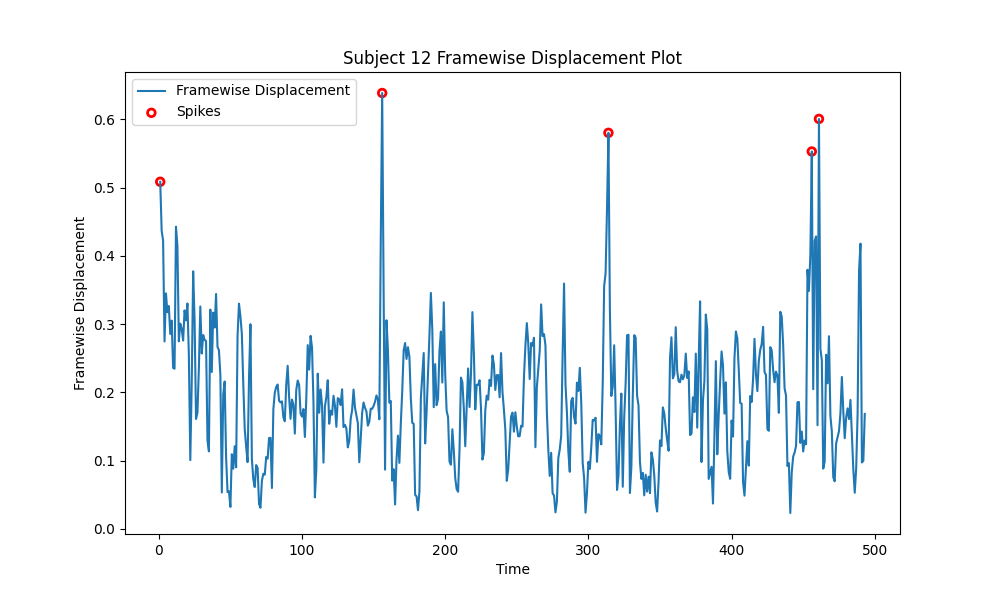 Subject 12 Framewise Displacement Plot
Framewise Displacement
Spikes
0.6
0.5
0.4
0.3
0.2
0.1
0.0
Framewise Displacement
0
100
200
300
400
500
Time